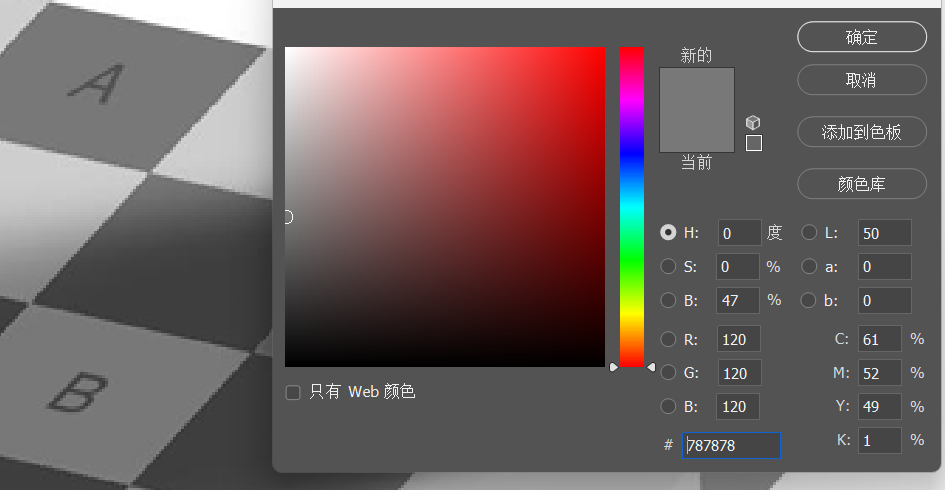 A
B
新的
当前
确定
取消
添加到色板
颜色库
H: 0 度
S: 0 %
B: 47 %
R: 120
G: 120
B: 120
# 787878
L: 50
a: 0
b: 0
C: 61 %
M: 52 %
Y: 49 %
K: 1 %
只有 Web 颜色